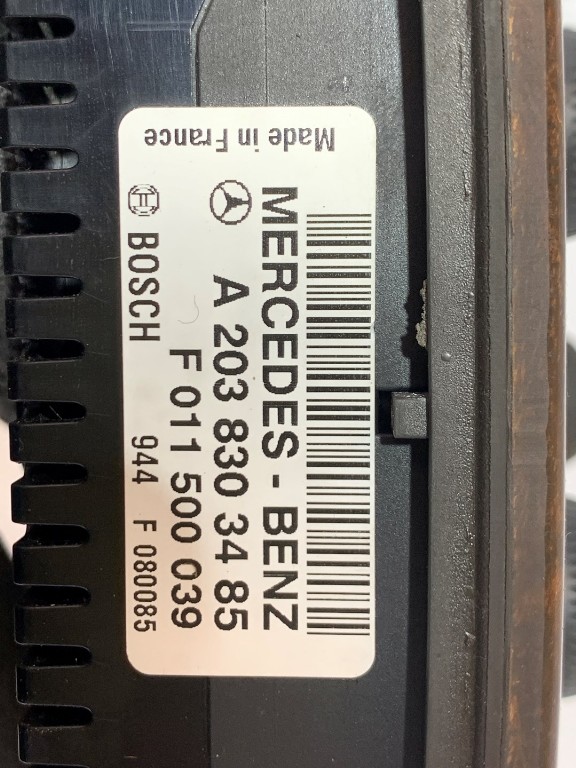 MERCEDES - BENZ
A 203 830 34 85
F 011 500 039
BOSCH 944 F 080085
Made in France